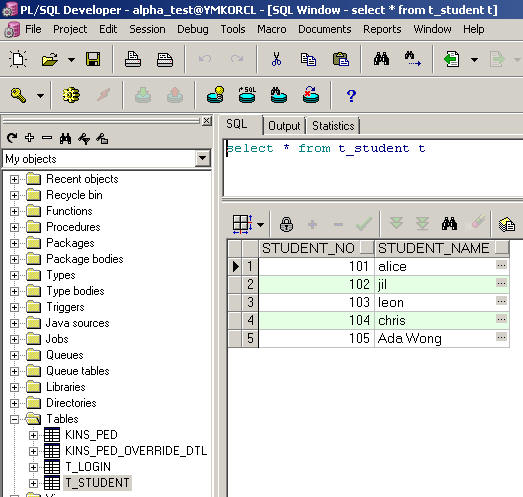 PL/SQL Developer - alpha_test@YMKORCL - [SQL Window - select * from t_student t]
File Project Edit Session Debug Tools Macro Documents Reports Window Help
SQL
?
SQL Output Statistics
select * from t_student t
My objects
Recent objects
Recycle bin
Functions
Procedures
Packages
Package bodies
Types
Type bodies
Triggers
Java sources
Jobs
Queues
Queue tables
Libraries
Directories
Tables
KINS_PED
KINS_PED_OVERRIDE_DTL
T_LOGIN
T_STUDENT
STUDENT_NO STUDENT_NAME
1 101 alice ...
2 102 jil ...
3 103 leon ...
4 104 chris ...
5 105 Ada Wong ...